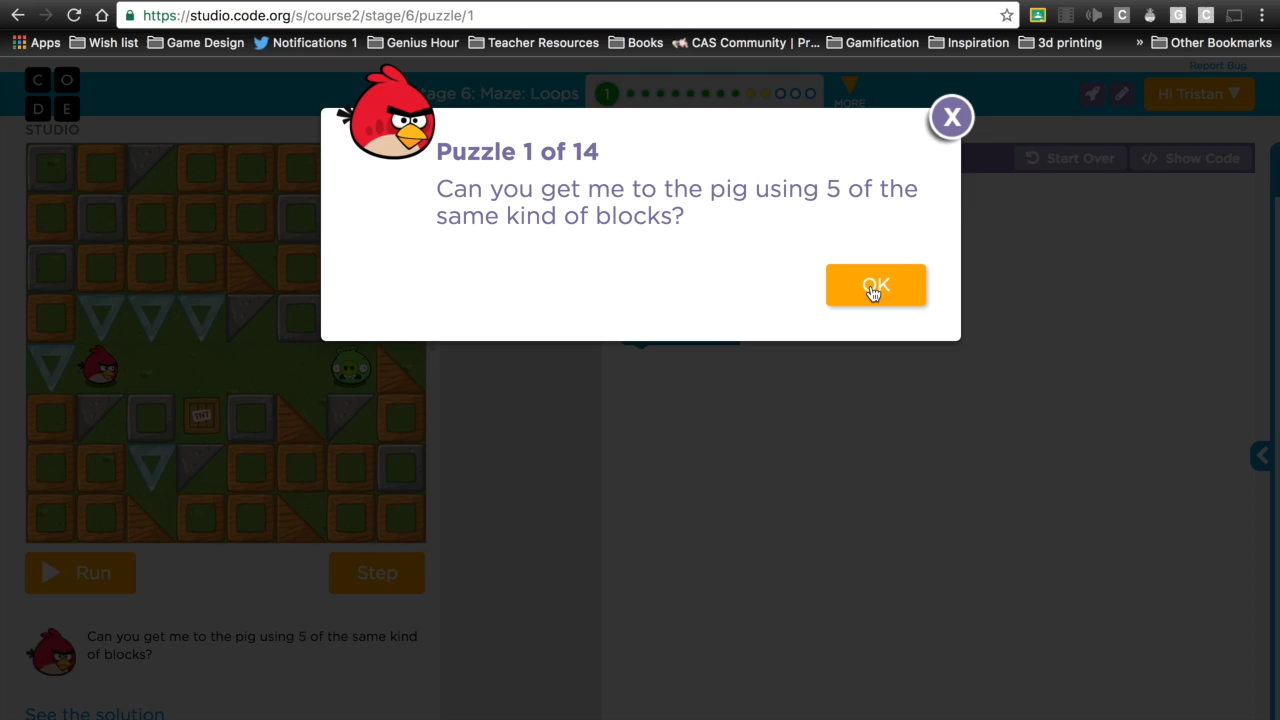 https://studio.code.org/s/course2/stage/6/puzzle/1
Apps Wish list Game Design Notifications 1 Genius Hour Teacher Resources Books CAS Community | Pr... Gamification Inspiration 3d printing » Other Bookmarks
Report Bug
C O
D E
STUDIO
tage 6: Maze: Loops
1
MORE
Hi Tristan
X
Puzzle 1 of 14
Can you get me to the pig using 5 of the
same kind of blocks?
OK
Start Over
</> Show Code
TNT
Run
Step
Can you get me to the pig using 5 of the same kind
of blocks?
See the solution